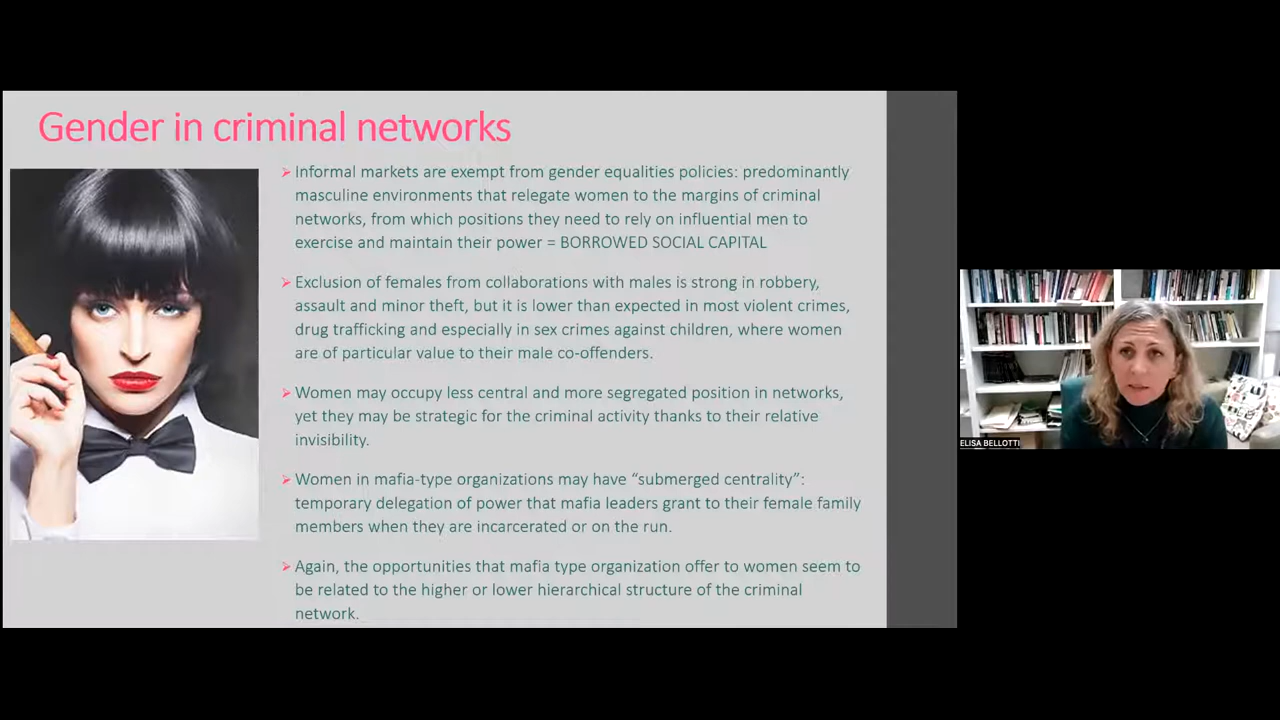 Gender in criminal networks
➢ Informal markets are exempt from gender equalities policies: predominantly
masculine environments that relegate women to the margins of criminal
networks, from which positions they need to rely on influential men to
exercise and maintain their power = BORROWED SOCIAL CAPITAL
➢ Exclusion of females from collaborations with males is strong in robbery,
assault and minor theft, but it is lower than expected in most violent crimes,
drug trafficking and especially in sex crimes against children, where women
are of particular value to their male co-offenders.
➢ Women may occupy less central and more segregated position in networks,
yet they may be strategic for the criminal activity thanks to their relative
invisibility.
➢ Women in mafia-type organizations may have “submerged centrality”:
temporary delegation of power that mafia leaders grant to their female family
members when they are incarcerated or on the run.
➢ Again, the opportunities that mafia type organization offer to women seem to
be related to the higher or lower hierarchical structure of the criminal
network.
ELISA BELLOTTI